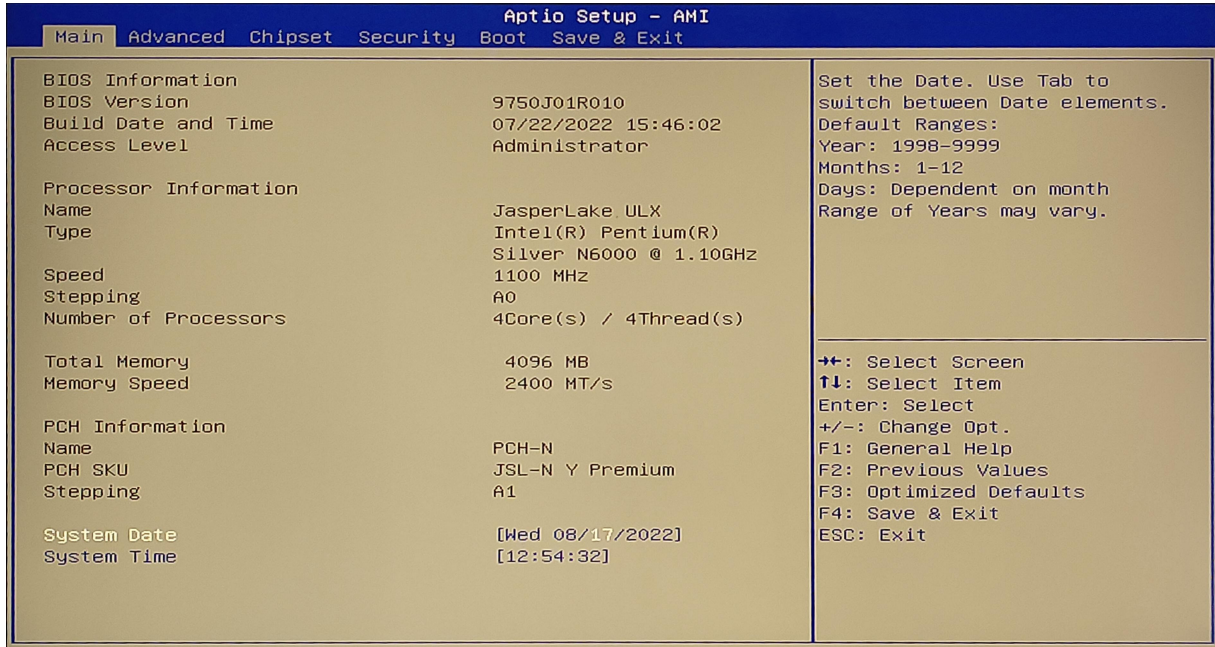 Aptio Setup – AMI
Main Advanced Chipset Security Boot Save & Exit
BIOS Information
BIOS Version 9750J01R010
Build Date and Time 07/22/2022 15:46:02
Access Level Administrator
Processor Information
Name JasperLake ULX
Type Intel(R) Pentium(R)
Silver N6000 @ 1.10GHz
Speed 1100 MHz
Stepping A0
Number of Processors 4Core(s) / 4Thread(s)
Total Memory 4096 MB
Memory Speed 2400 MT/s
PCH Information
Name PCH-N
PCH SKU JSL-N Y Premium
Stepping A1
System Date [Wed 08/17/2022]
System Time [12:54:32]
Set the Date. Use Tab to
switch between Date elements.
Default Ranges:
Year: 1998-9999
Months: 1-12
Days: Dependent on month
Range of Years may vary.
→←: Select Screen
↑↓: Select Item
Enter: Select
+/-: Change Opt.
F1: General Help
F2: Previous Values
F3: Optimized Defaults
F4: Save & Exit
ESC: Exit